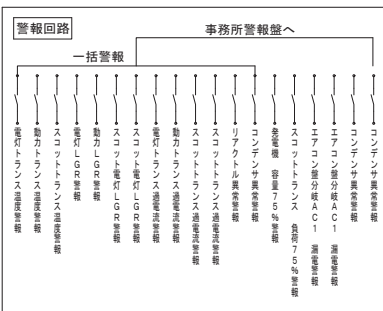 警報回路
事務所警報盤へ
一括警報
電灯トランス温度警報
動力トランス温度警報
スコットトランス温度警報
電灯LGR警報
動力LGR警報
スコット電灯LGR警報
スコット電灯LGR警報
電灯トランス過電流警報
動力トランス過電流警報
スコットトランス過電流警報
スコットトランス過電流警報
リアクトル異常警報
コンデンサ異常警報
発電機 容量75%警報
スコットトランス 負荷75%警報
エアコン盤分岐AC1 漏電警報
エアコン盤分岐AC1 漏電警報
コンデンサ異常警報
コンデンサ異常警報